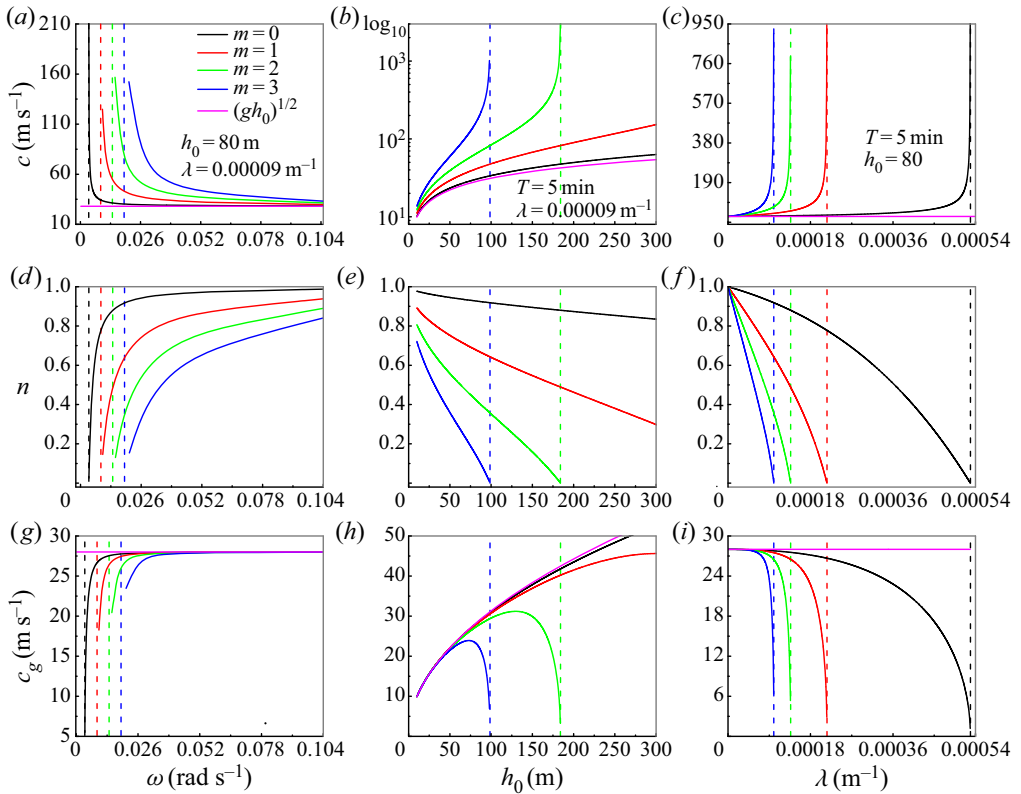 (a)
(b)
(c)
210
160
110
60
10
c (m s⁻¹)
m = 0
m = 1
m = 2
m = 3
(gh₀)^1/2
h₀ = 80 m
λ = 0.00009 m⁻¹
0 0.026 0.052 0.078 0.104
log₁₀
10³
10²
10¹
T = 5 min
λ = 0.00009 m⁻¹
0 50 100 150 200 250 300
950
760
570
380
190
T = 5 min
h₀ = 80
0 0.00018 0.00036 0.00054
(d)
(e)
(f)
n
1.0
0.8
0.6
0.4
0.2
0 0.026 0.052 0.078 0.104
1.0
0.8
0.6
0.4
0.2
0 50 100 150 200 250 300
1.0
0.8
0.6
0.4
0.2
0 0.00018 0.00036 0.00054
(g)
(h)
(i)
c_g (m s⁻¹)
30
25
20
15
10
5
0 0.026 0.052 0.078 0.104
ω (rad s⁻¹)
50
40
30
20
10
0 50 100 150 200 250 300
h₀ (m)
30
24
18
12
6
0 0.00018 0.00036 0.00054
λ (m⁻¹)